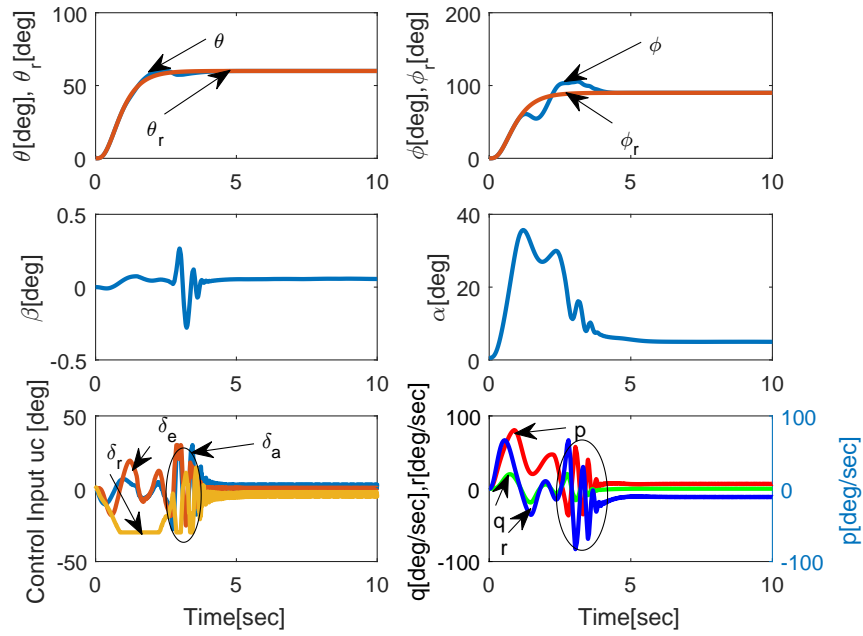 θ[deg], θr[deg]
100
50
0
0
5
10
θ
θr
ϕ[deg],ϕr[deg]
200
100
0
0
5
10
ϕ
ϕr
β[deg]
0.5
0
-0.5
0
5
10
α[deg]
40
20
0
0
5
10
Control Input uc [deg]
50
0
-50
0
5
10
δr
δe
δa
Time[sec]
q[deg/sec],r[deg/sec]
100
0
-100
0
5
10
p
q
r
100
0
-100
p[deg/sec]
Time[sec]